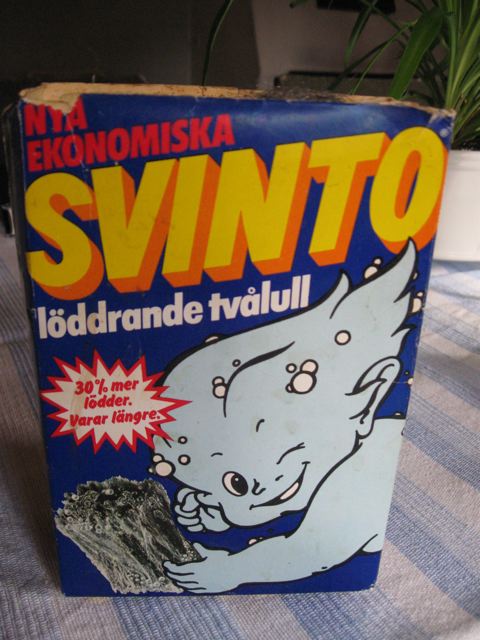 NYA
EKONOMISKA
SVINTO
löddrande tvålull
30% mer
lödder.
Varar längre.